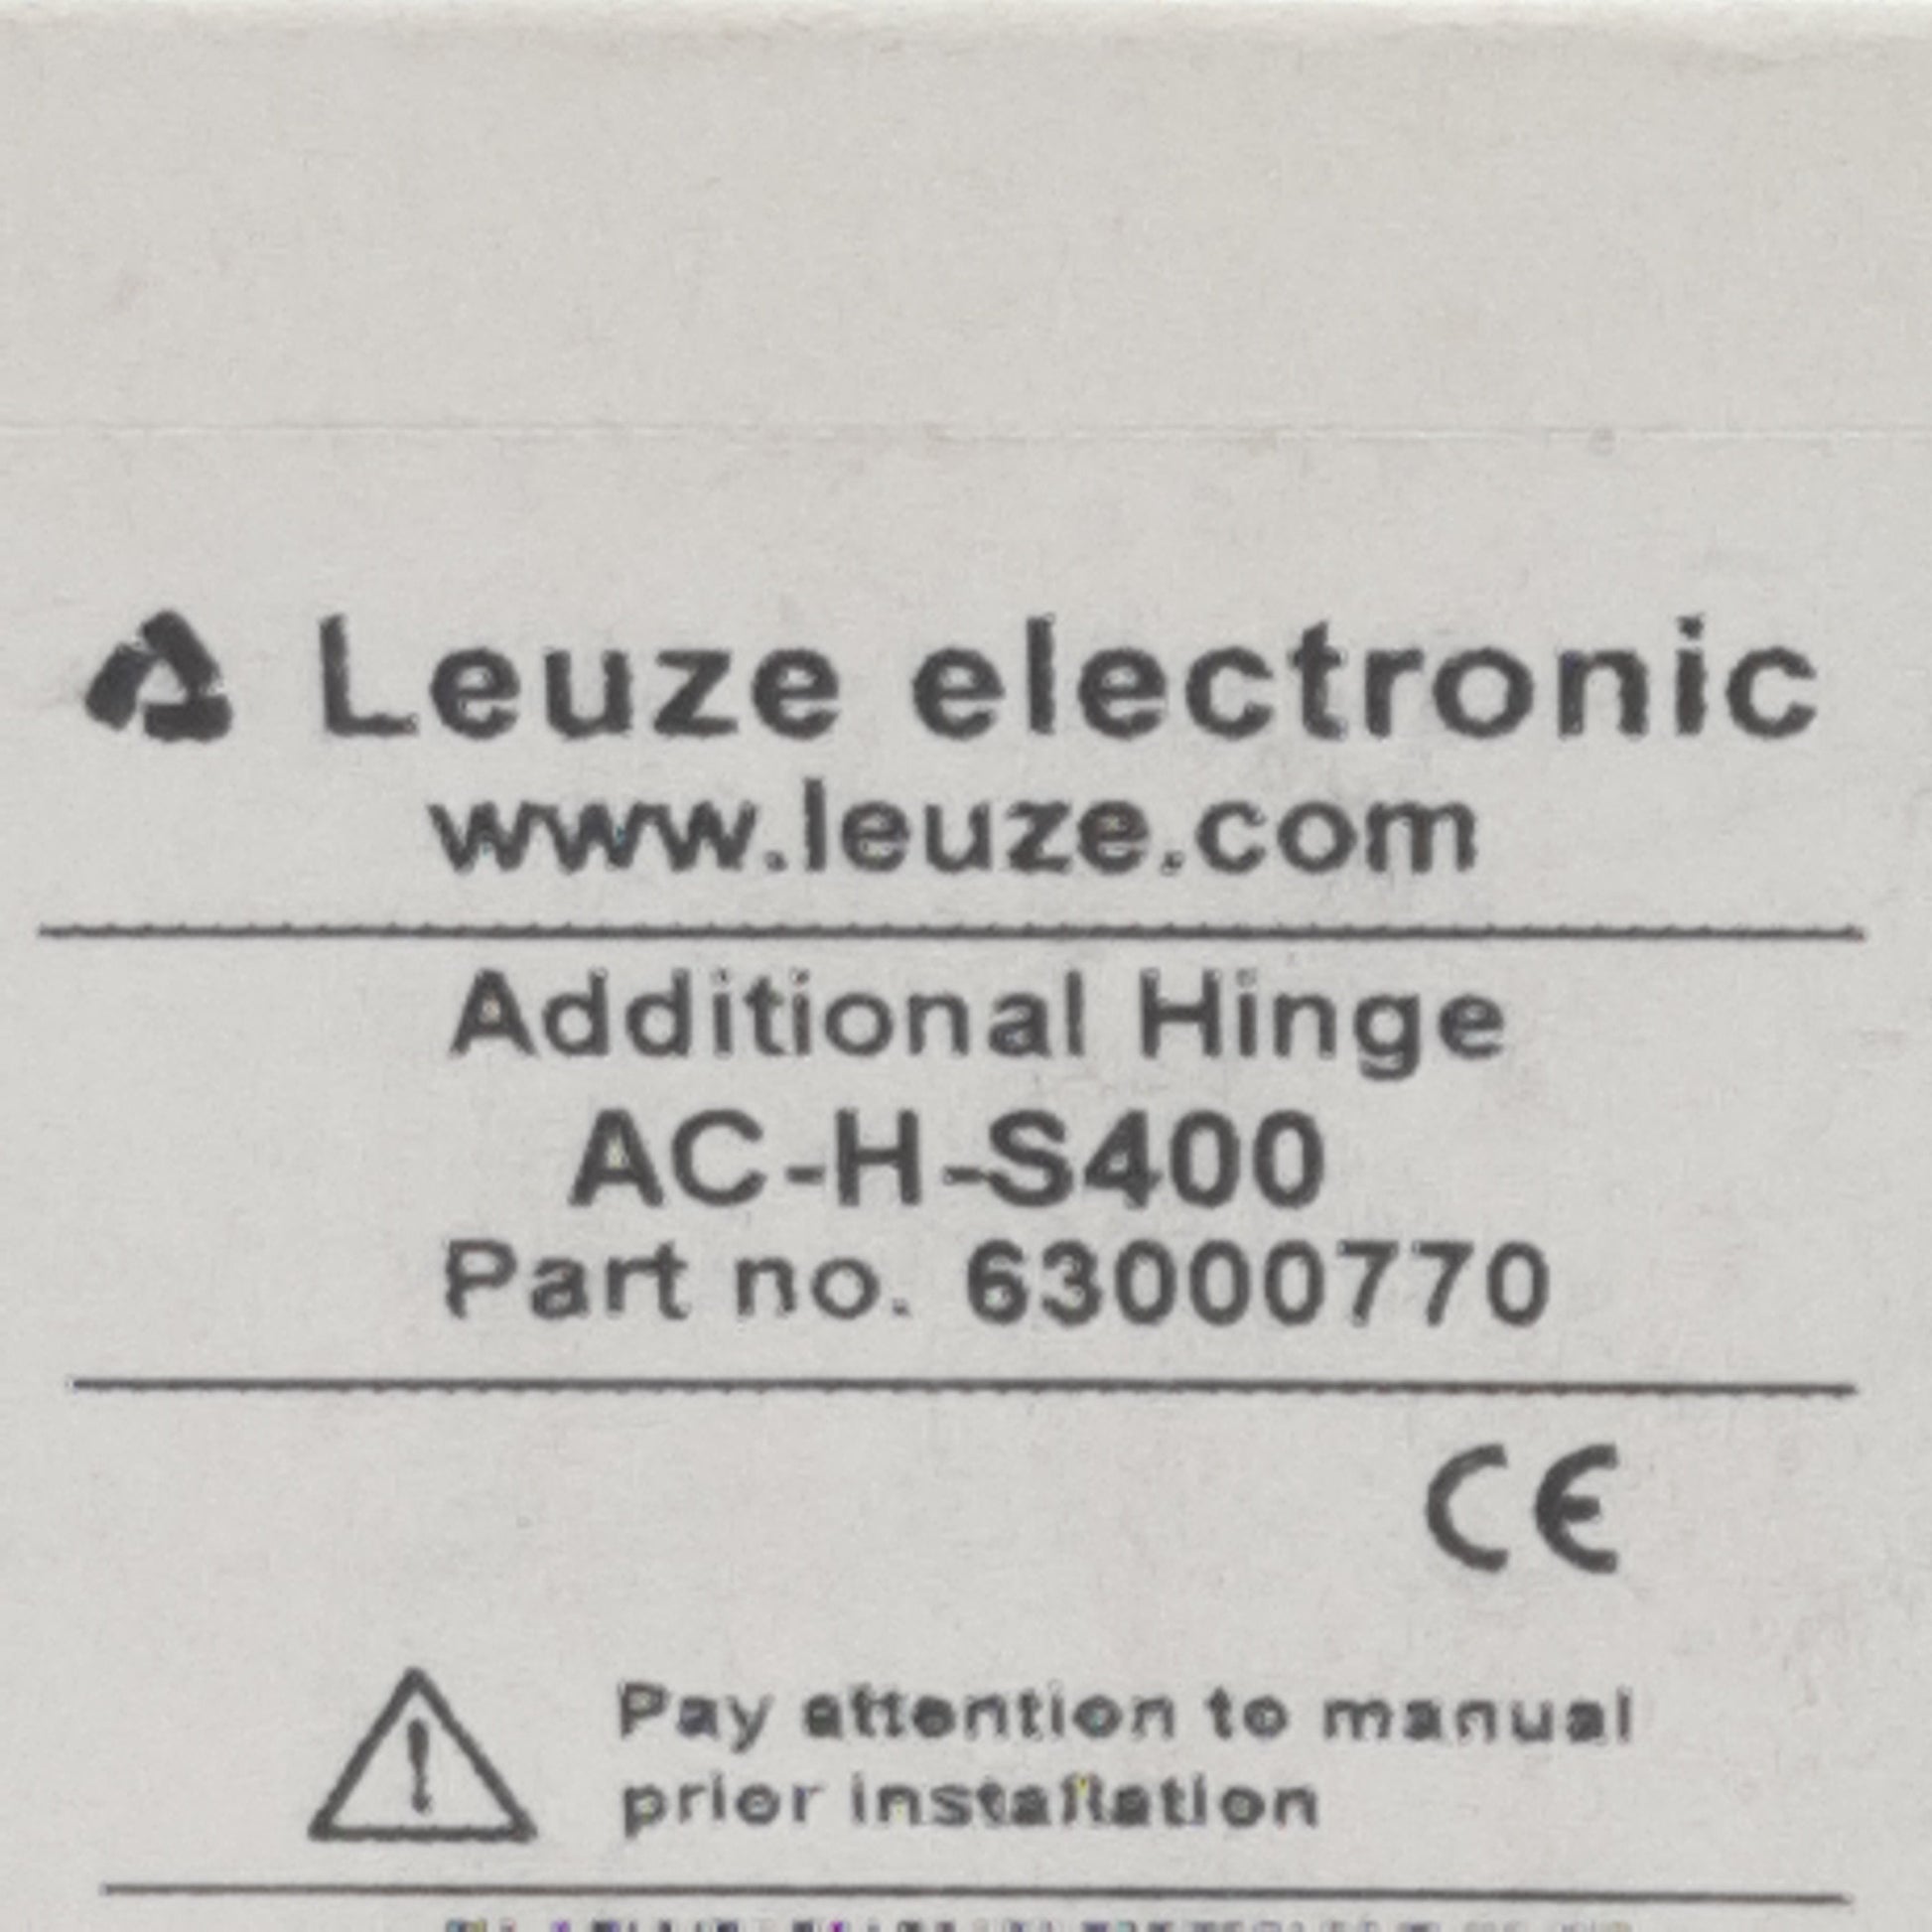 Leuze electronic
www.leuze.com
Additional Hinge
AC-H-S400
Part no. 63000770
CE
Pay attention to manual
prior installation